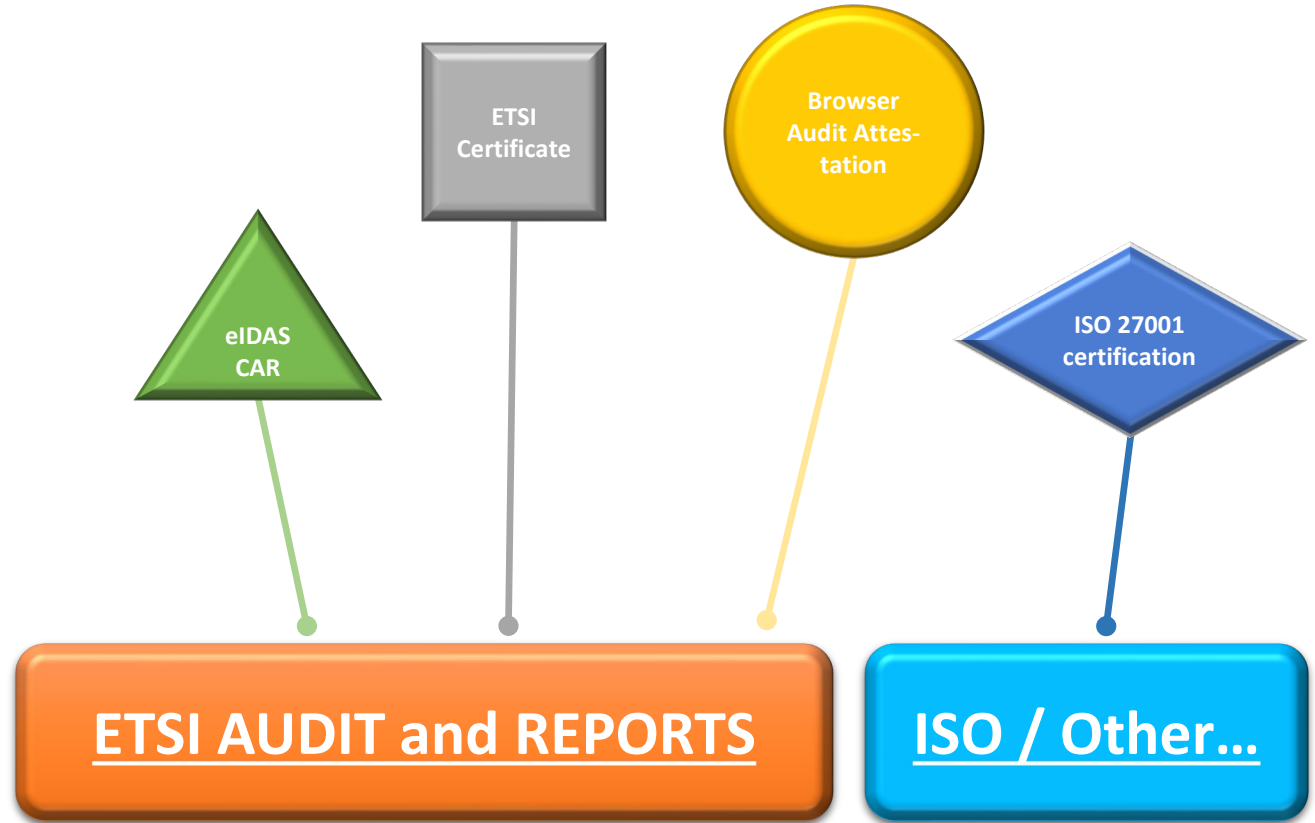 ETSI
Certificate
Browser
Audit Attes-
tation
eIDAS
CAR
ISO 27001
certification
ETSI AUDIT and REPORTS
ISO / Other…